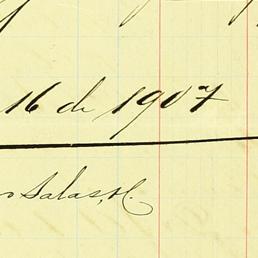 16 de 1907
Salas, H.